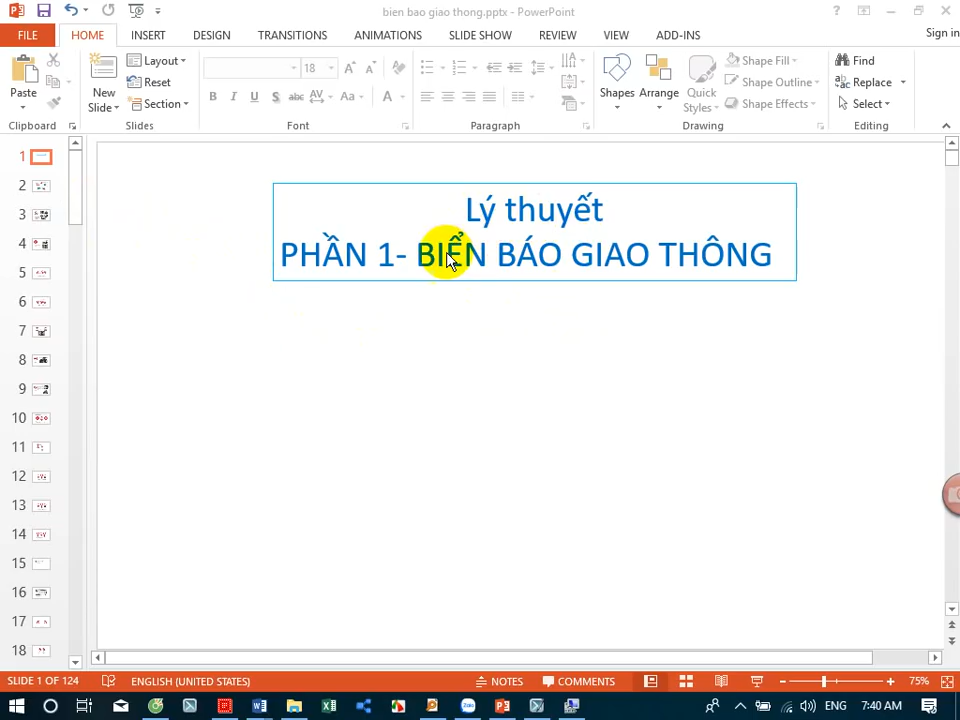 bien bao giao thong.pptx - PowerPoint
?
Sign in
FILE HOME INSERT DESIGN TRANSITIONS ANIMATIONS SLIDE SHOW REVIEW VIEW ADD-INS
Paste
New Slide
Layout
Reset
Section
18
B I U S abc AV Aa A
Shapes
Arrange
Quick Styles
Shape Fill
Shape Outline
Shape Effects
Find
Replace
Select
Clipboard Slides Font Paragraph Drawing Editing
1
2
3
4
5
6
7
8
9
10
11
12
13
14
15
16
17
18
Lý thuyết
PHẦN 1- BIỂN BÁO GIAO THÔNG
SLIDE 1 OF 124 ENGLISH (UNITED STATES) NOTES COMMENTS 75%
Zalo
ENG 7:40 AM